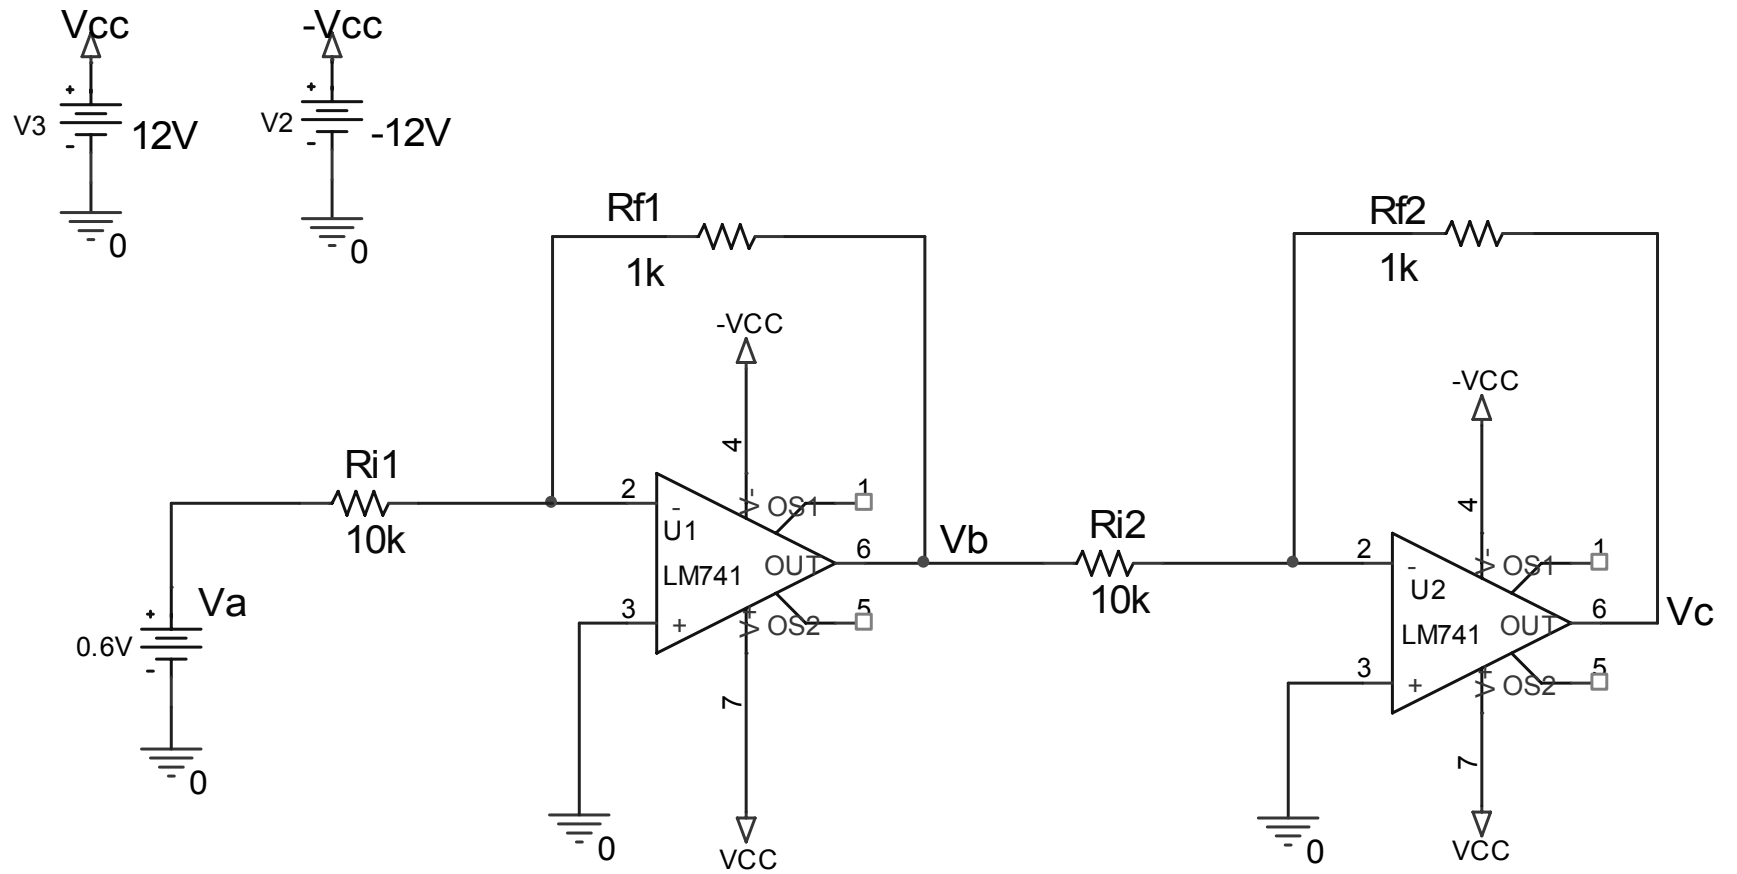 Vcc
-Vcc
+
+
V3
12V
V2
-12V
-
-
0
0
Rf1
1k
Rf2
1k
-VCC
-VCC
4
4
Ri1
10k
2
-
U1
LM741
V-
OS1
1
OUT
6
3
+
V+
OS2
5
7
0
VCC
Vb
Ri2
10k
2
-
U2
LM741
V-
OS1
1
OUT
6
Vc
3
+
V+
OS2
5
7
0
VCC
Va
+
0.6V
-
0